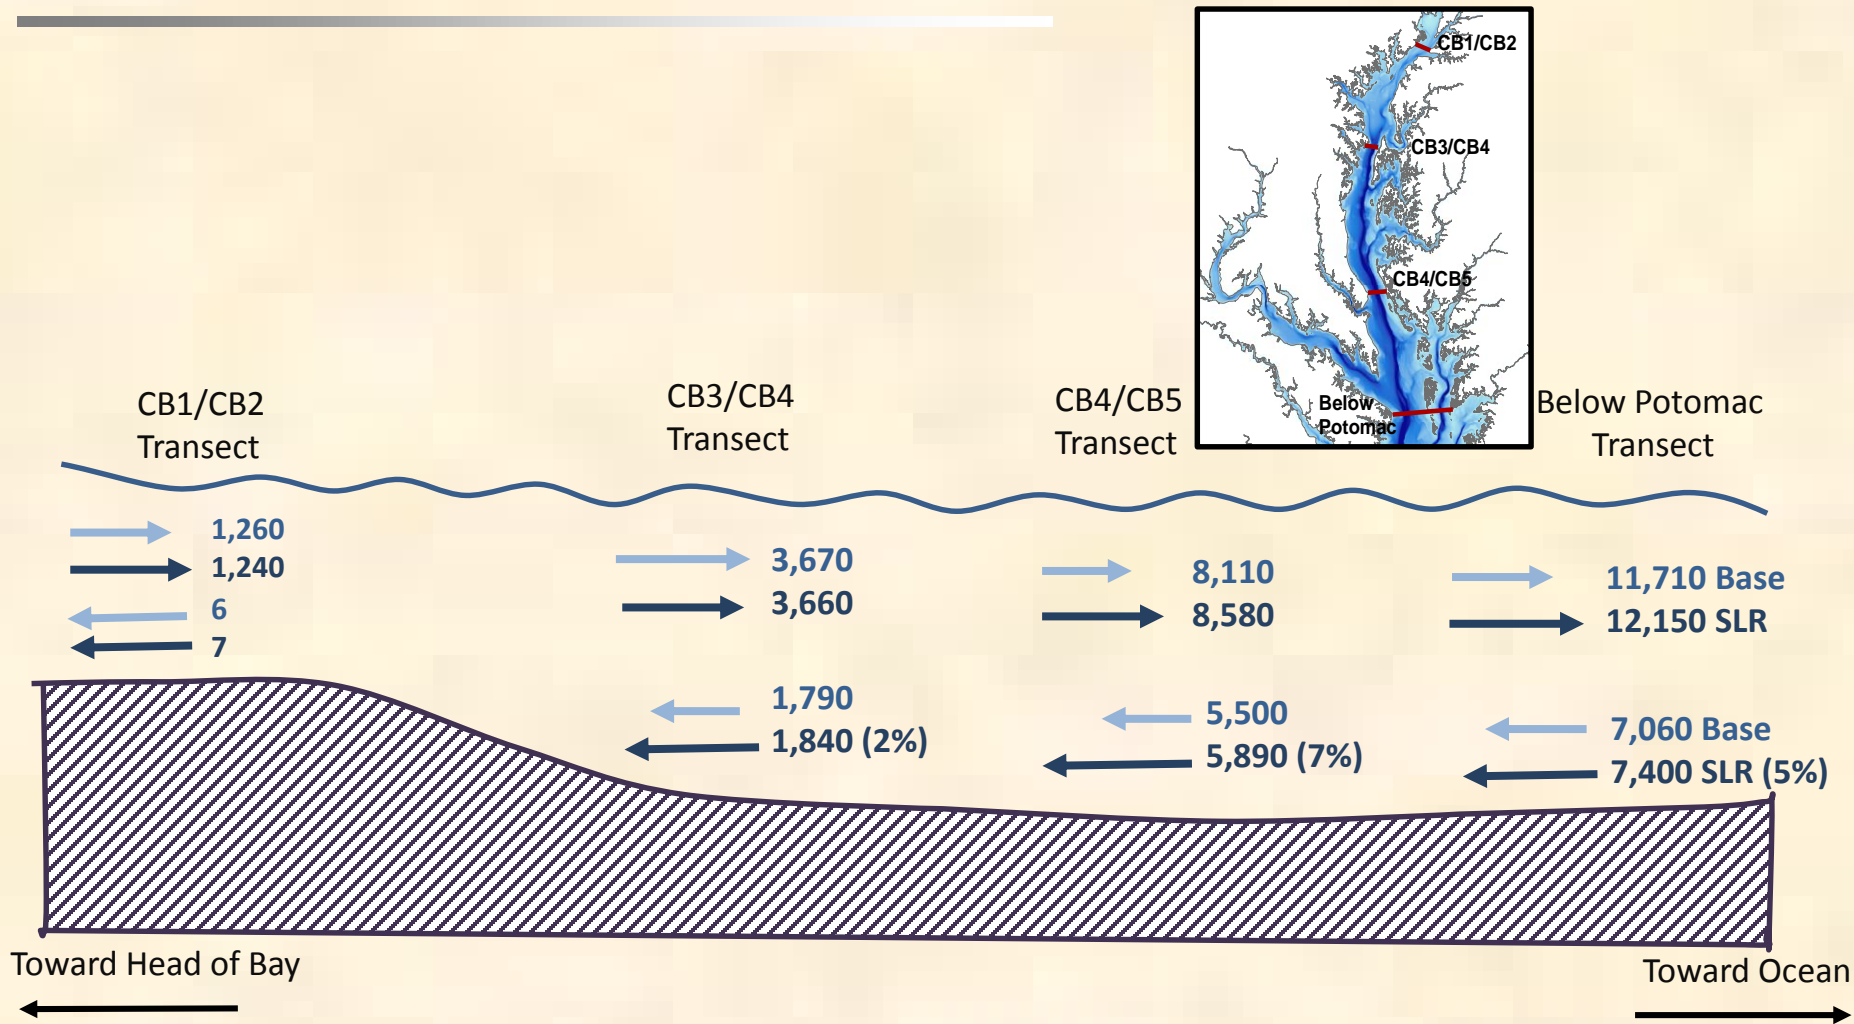 CB1/CB2
CB3/CB4
CB4/CB5
Below
Potomac
CB1/CB2
Transect
CB3/CB4
Transect
CB4/CB5
Transect
Below Potomac
Transect
1,260
1,240
6
7
3,670
3,660
1,790
1,840 (2%)
8,110
8,580
5,500
5,890 (7%)
11,710 Base
12,150 SLR
7,060 Base
7,400 SLR (5%)
Toward Head of Bay
Toward Ocean